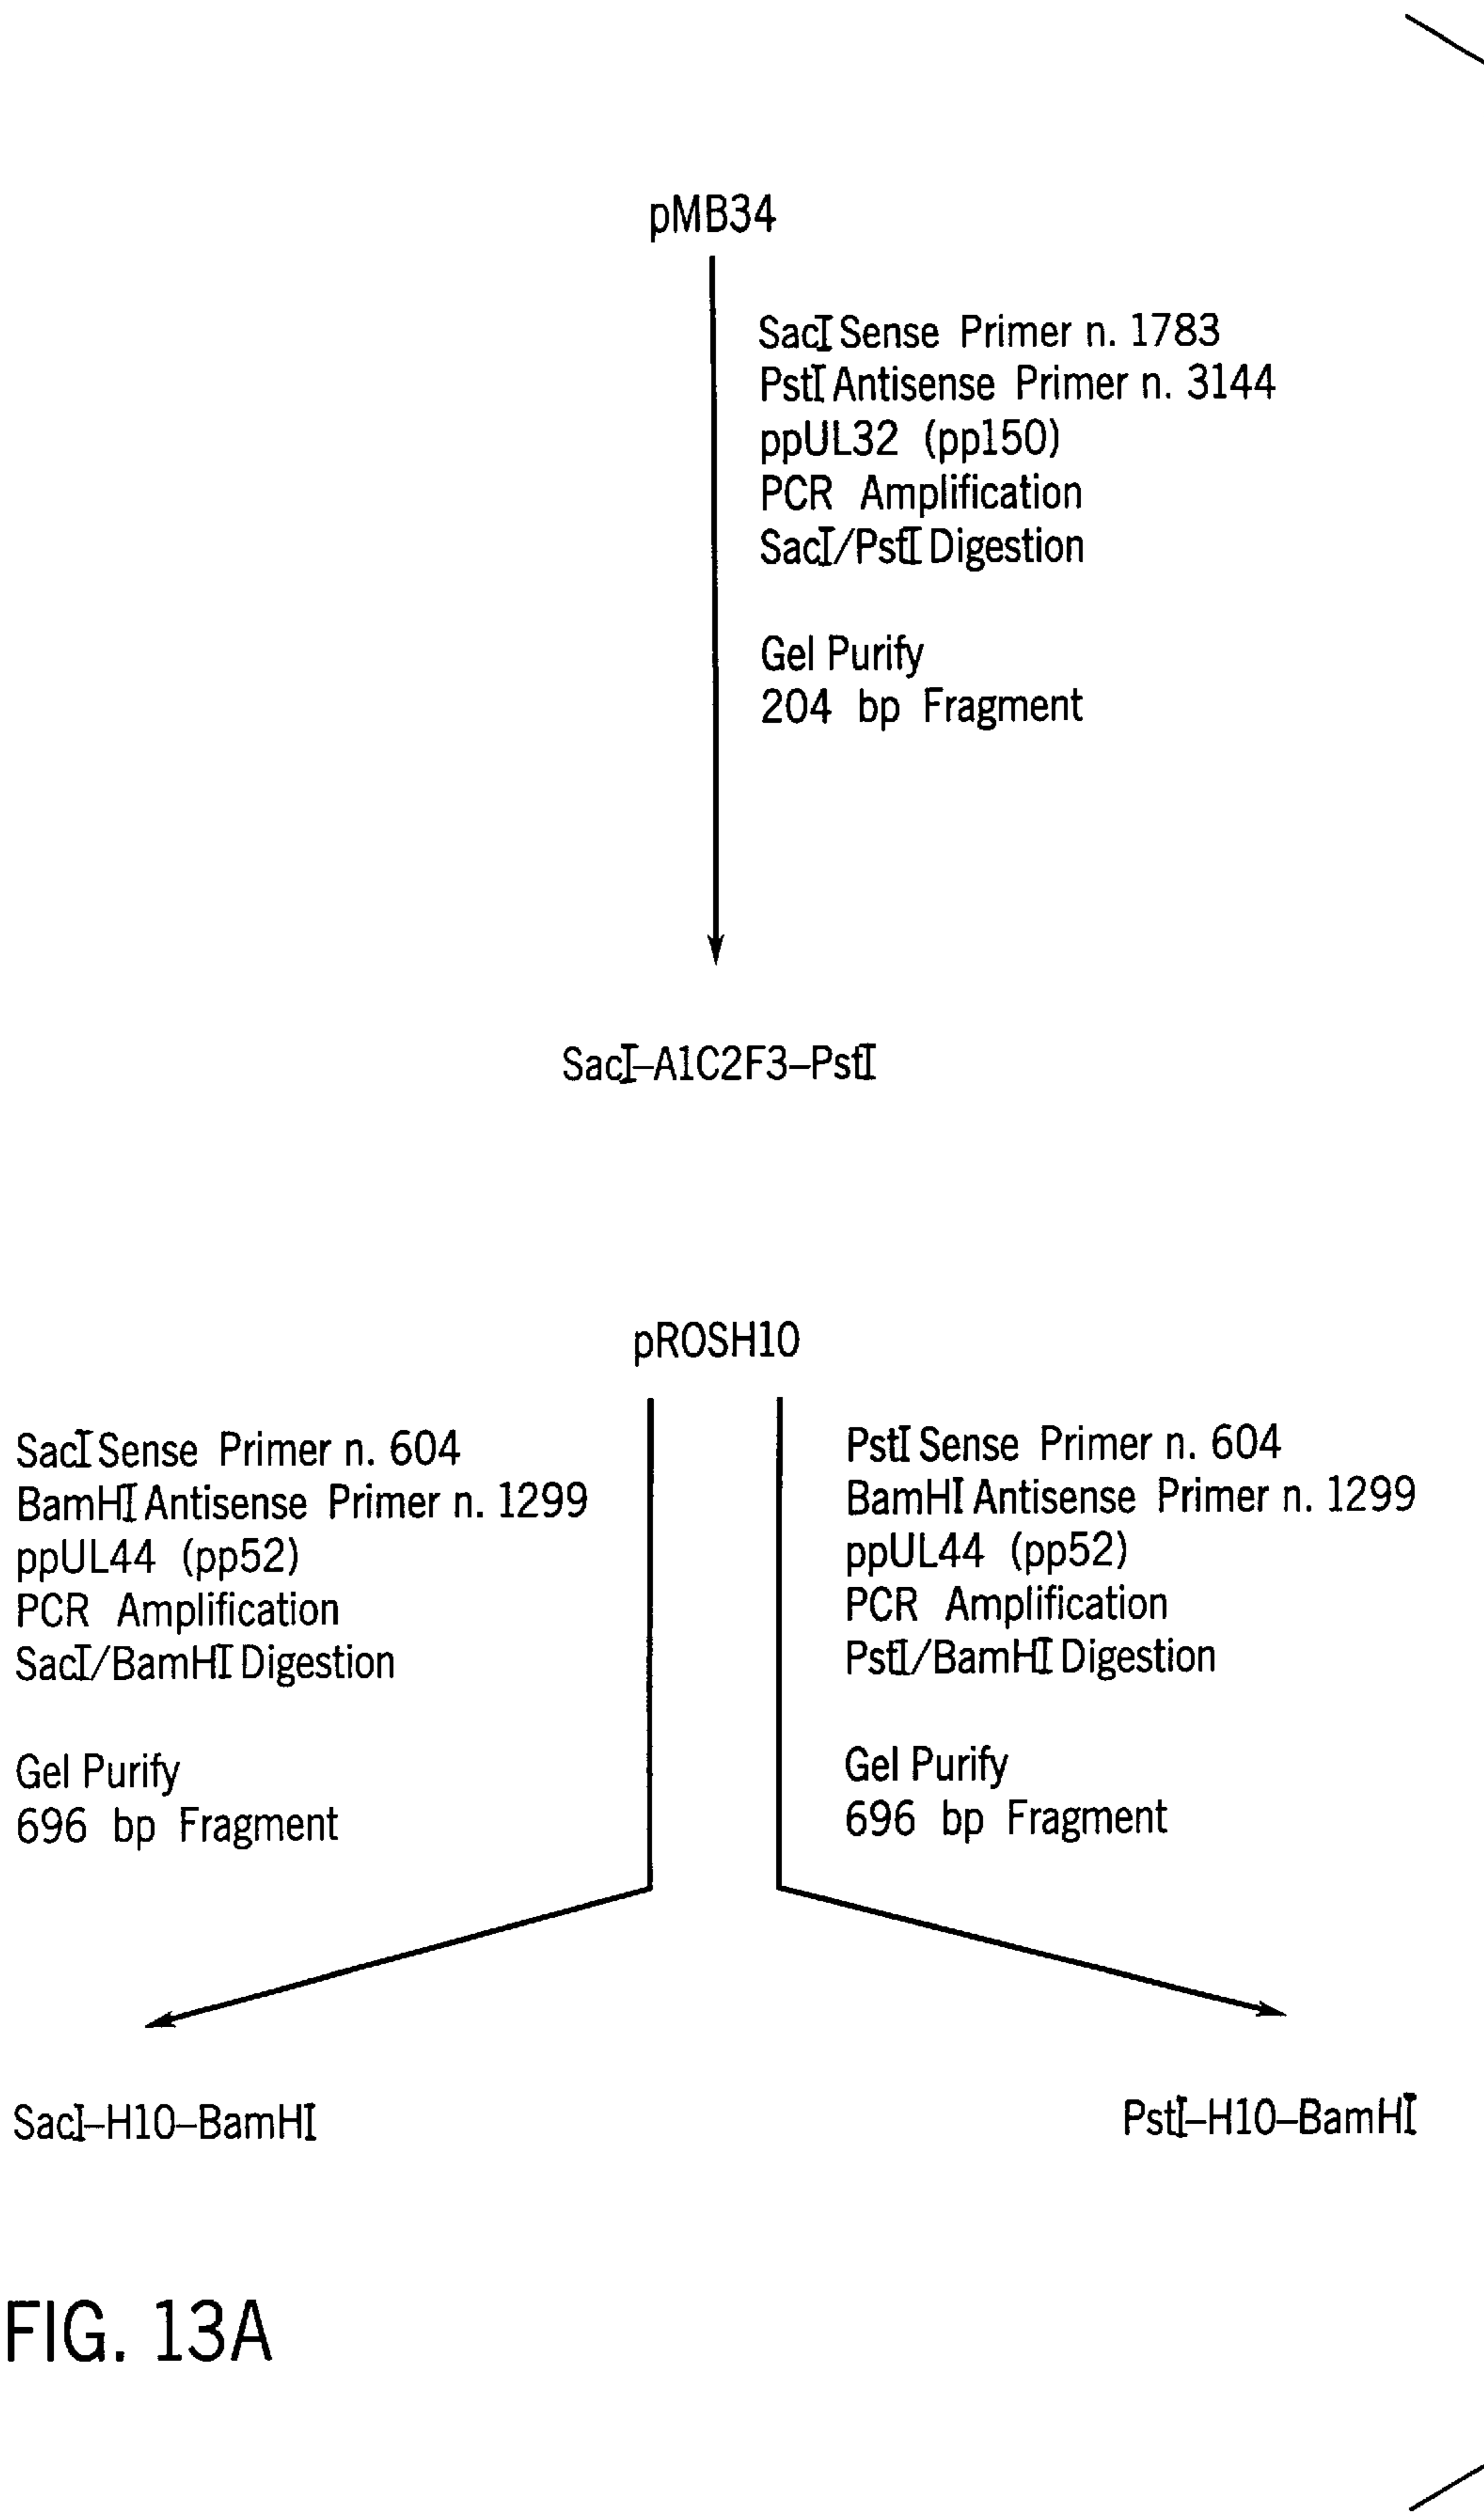 pMB34
SacI Sense Primer n. 1783
PstI Antisense Primer n. 3144
ppUL32 (pp150)
PCR Amplification
SacI/PstI Digestion
Gel Purify
204 bp Fragment
SacI–A1C2F3–PstI
pROSH10
SacI Sense Primer n. 604
BamHI Antisense Primer n. 1299
ppUL44 (pp52)
PCR Amplification
SacI/BamHI Digestion
Gel Purify
696 bp Fragment
PstI Sense Primer n. 604
BamHI Antisense Primer n. 1299
ppUL44 (pp52)
PCR Amplification
PstI/BamHI Digestion
Gel Purify
696 bp Fragment
SacI–H10–BamHI
PstI–H10–BamHI
FIG. 13A